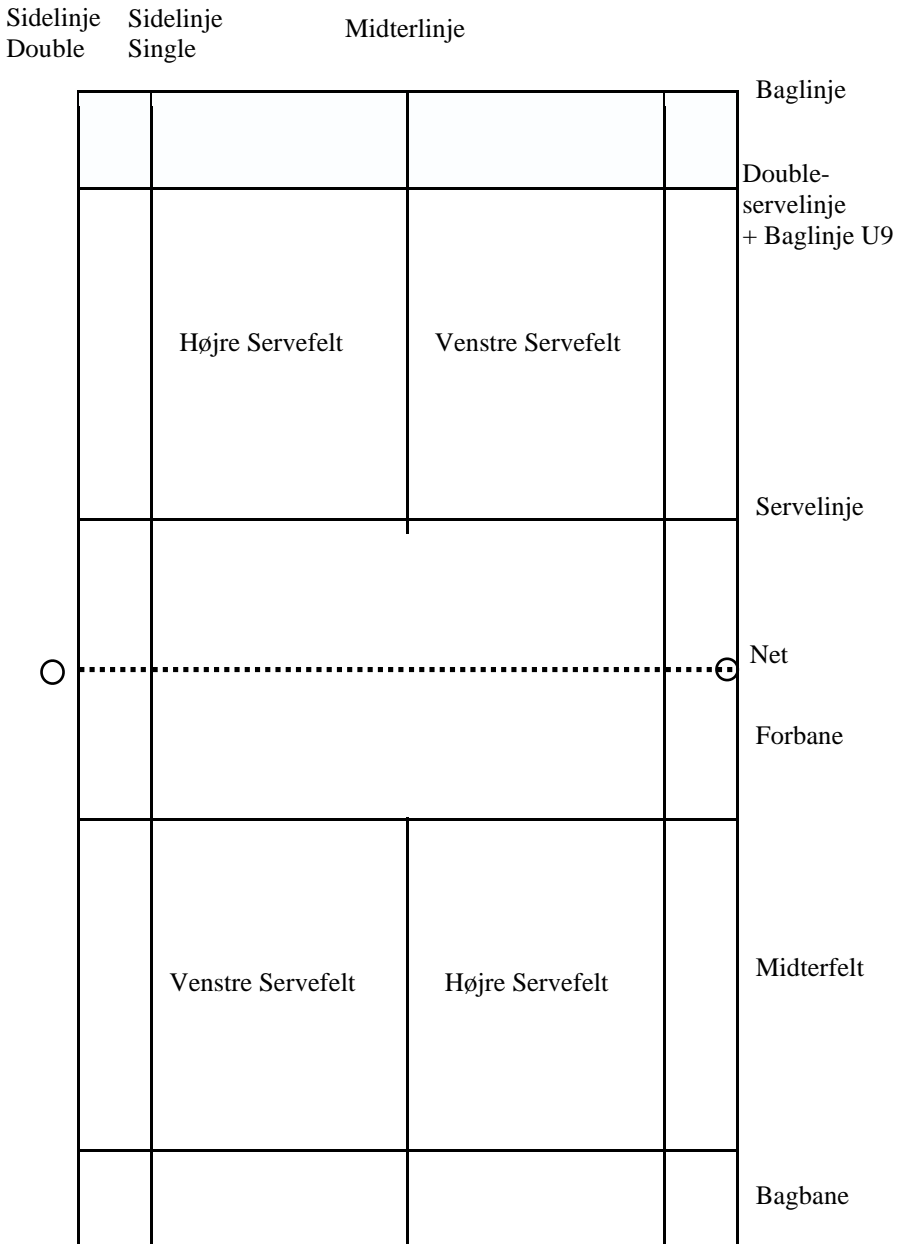 Sidelinje
Double
Sidelinje
Single
Midterlinje
Baglinje
Double-
servelinje
+ Baglinje U9
Højre Servefelt
Venstre Servefelt
Servelinje
Net
Forbane
Venstre Servefelt
Højre Servefelt
Midterfelt
Bagbane